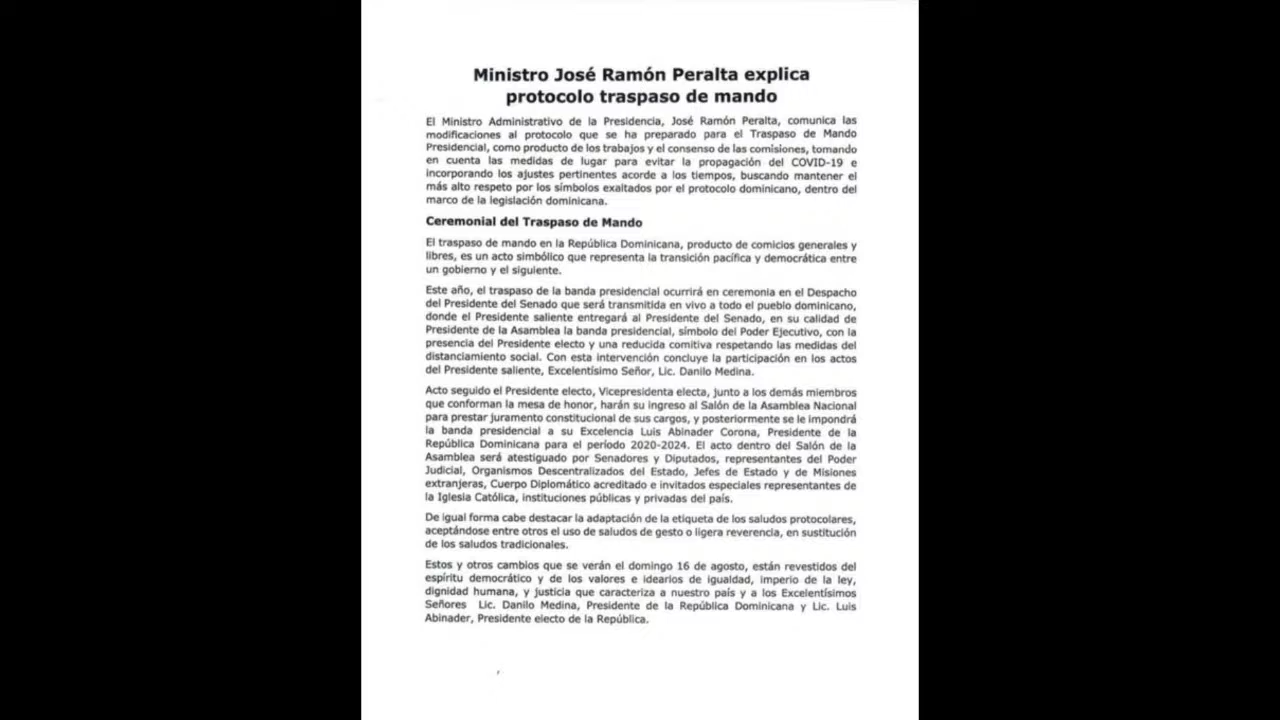 Ministro José Ramón Peralta explica
protocolo traspaso de mando
El Ministro Administrativo de la Presidencia, José Ramón Peralta, comunica las
modificaciones al protocolo que se ha preparado para el Traspaso de Mando
Presidencial, como producto de los trabajos y el consenso de las comisiones, tomando
en cuenta las medidas de lugar para evitar la propagación del COVID-19 e
incorporando los ajustes pertinentes acorde a los tiempos, buscando mantener el
más alto respeto por los símbolos exaltados por el protocolo dominicano, dentro del
marco de la legislación dominicana.
Ceremonial del Traspaso de Mando
El traspaso de mando en la República Dominicana, producto de comicios generales y
libres, es un acto simbólico que representa la transición pacífica y democrática entre
un gobierno y el siguiente.
Este año, el traspaso de la banda presidencial ocurrirá en ceremonia en el Despacho
del Presidente del Senado que será transmitida en vivo a todo el pueblo dominicano,
donde el Presidente saliente entregará al Presidente del Senado, en su calidad de
Presidente de la Asamblea la banda presidencial, símbolo del Poder Ejecutivo, con la
presencia del Presidente electo y una reducida comitiva respetando las medidas del
distanciamiento social. Con esta intervención concluye la participación en los actos
del Presidente saliente, Excelentísimo Señor, Lic. Danilo Medina.
Acto seguido el Presidente electo, Vicepresidenta electa, junto a los demás miembros
que conforman la mesa de honor, harán su ingreso al Salón de la Asamblea Nacional
para prestar juramento constitucional de sus cargos, y posteriormente se le impondrá
la banda presidencial a su Excelencia Luis Abinader Corona, Presidente de la
República Dominicana para el período 2020-2024. El acto dentro del Salón de la
Asamblea será atestiguado por Senadores y Diputados, representantes del Poder
Judicial, Organismos Descentralizados del Estado, Jefes de Estado y de Misiones
extranjeras, Cuerpo Diplomático acreditado e invitados especiales representantes de
la Iglesia Católica, instituciones públicas y privadas del país.
De igual forma cabe destacar la adaptación de la etiqueta de los saludos protocolares,
aceptándose entre otros el uso de saludos de gesto o ligera reverencia, en sustitución
de los saludos tradicionales.
Estos y otros cambios que se verán el domingo 16 de agosto, están revestidos del
espíritu democrático y de los valores e idearios de igualdad, imperio de la ley,
dignidad humana, y justicia que caracteriza a nuestro país y a los Excelentísimos
Señores Lic. Danilo Medina, Presidente de la República Dominicana y Lic. Luis
Abinader, Presidente electo de la República.